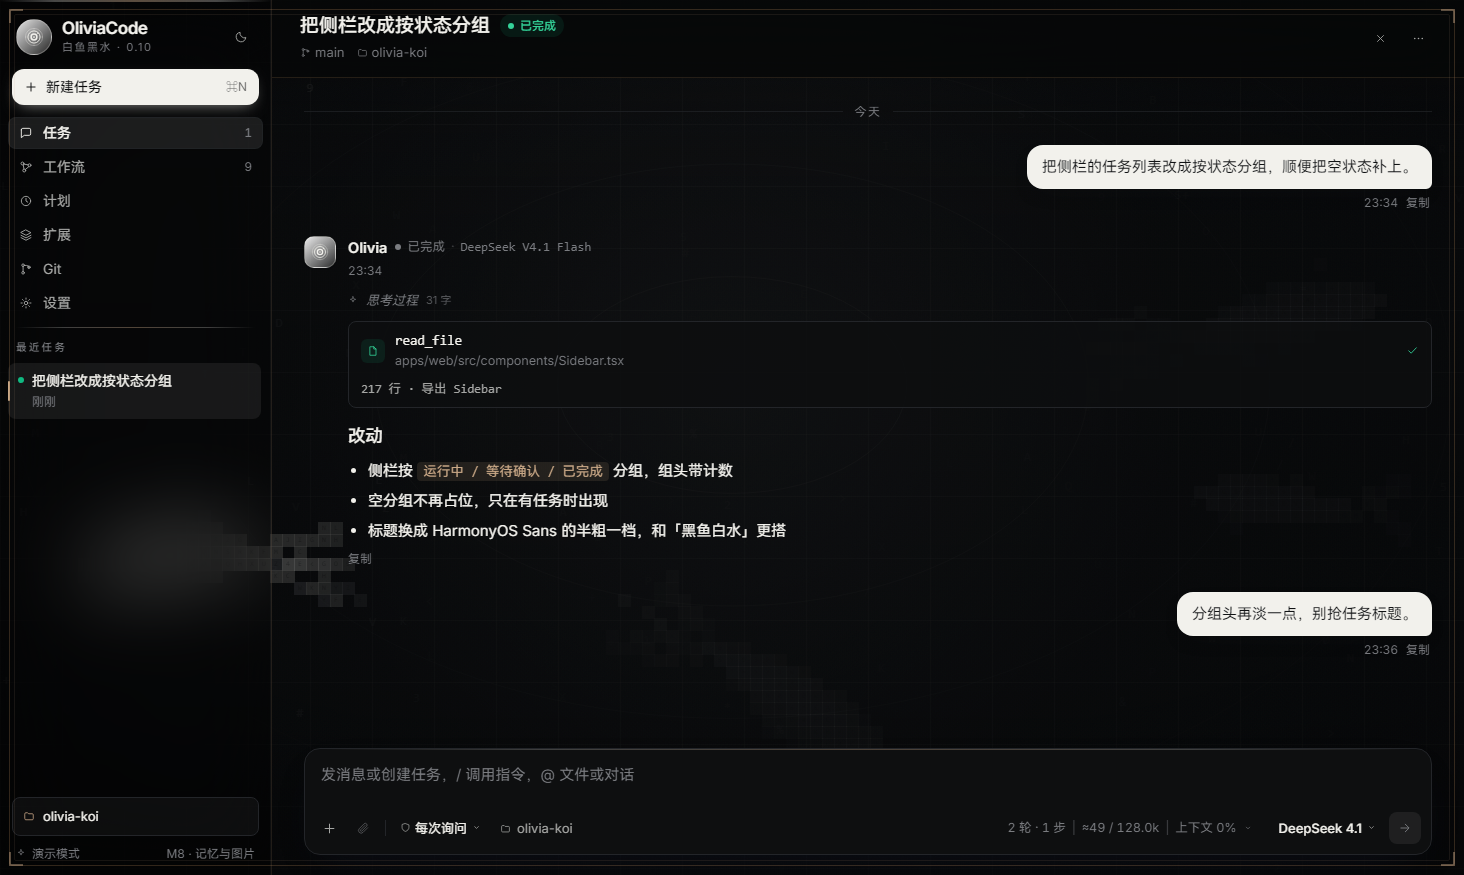 OliviaCode
白鱼黑水 · 0.10
新建任务 ⌘N
任务 1
工作流 9
计划
扩展
Git
设置
最近任务
把侧栏改成按状态分组
刚刚
olivia-koi
演示模式 M8 · 记忆与图片
把侧栏改成按状态分组 已完成
main olivia-koi
今天
把侧栏的任务列表改成按状态分组，顺便把空状态补上。
23:34 复制
Olivia 已完成 · DeepSeek V4.1 Flash
23:34
思考过程 31 字
read_file
apps/web/src/components/Sidebar.tsx
217 行 · 导出 Sidebar
改动
• 侧栏按 运行中 / 等待确认 / 已完成 分组，组头带计数
• 空分组不再占位，只在有任务时出现
• 标题换成 HarmonyOS Sans 的半粗一档，和「黑鱼白水」更搭
复制
分组头再淡一点，别抢任务标题。
23:36 复制
发消息或创建任务，/ 调用指令，@ 文件或对话
每次询问 olivia-koi 2 轮 · 1 步 | ≈49 / 128.0k | 上下文 0% DeepSeek 4.1